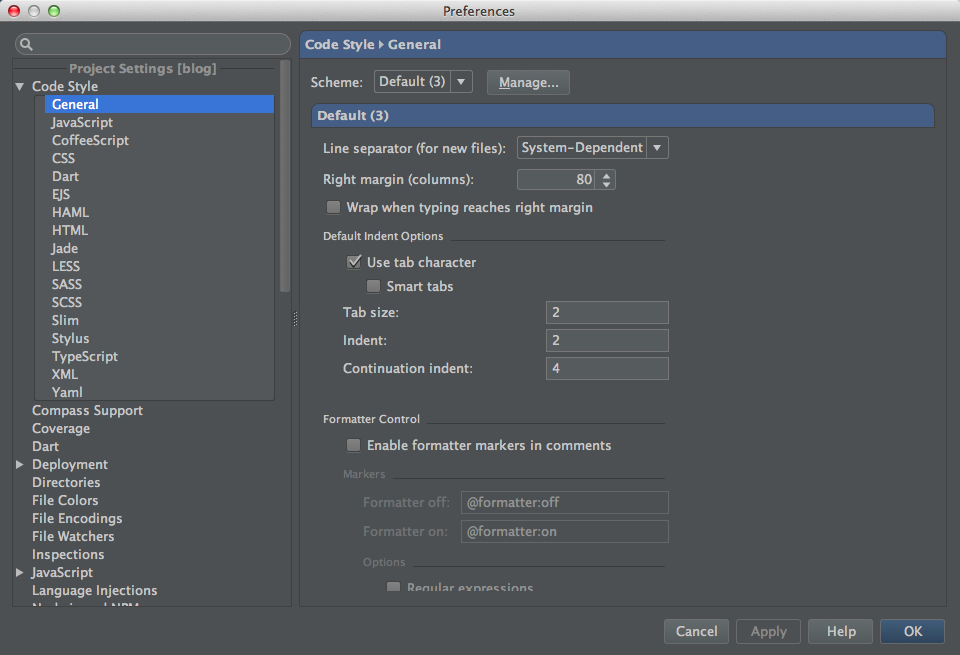 Preferences
Project Settings [blog]
Code Style
General
JavaScript
CoffeeScript
CSS
Dart
EJS
HAML
HTML
Jade
LESS
SASS
SCSS
Slim
Stylus
TypeScript
XML
Yaml
Compass Support
Coverage
Dart
Deployment
Directories
File Colors
File Encodings
File Watchers
Inspections
JavaScript
Language Injections
Code Style General
Scheme: Default (3) Manage...
Default (3)
Line separator (for new files): System-Dependent
Right margin (columns): 80
Wrap when typing reaches right margin
Default Indent Options
Use tab character
Smart tabs
Tab size: 2
Indent: 2
Continuation indent: 4
Formatter Control
Enable formatter markers in comments
Markers
Formatter off: @formatter:off
Formatter on: @formatter:on
Options
Regular expressions
Cancel Apply Help OK